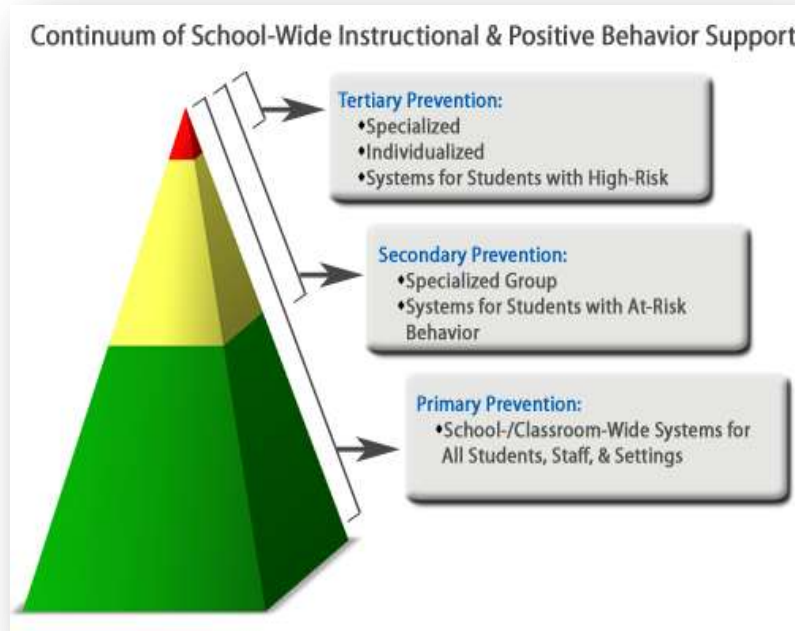 Continuum of School-Wide Instructional & Positive Behavior Support
Tertiary Prevention:
♦Specialized
♦Individualized
♦Systems for Students with High-Risk
Secondary Prevention:
♦Specialized Group
♦Systems for Students with At-Risk
Behavior
Primary Prevention:
♦School-/Classroom-Wide Systems for
All Students, Staff, & Settings